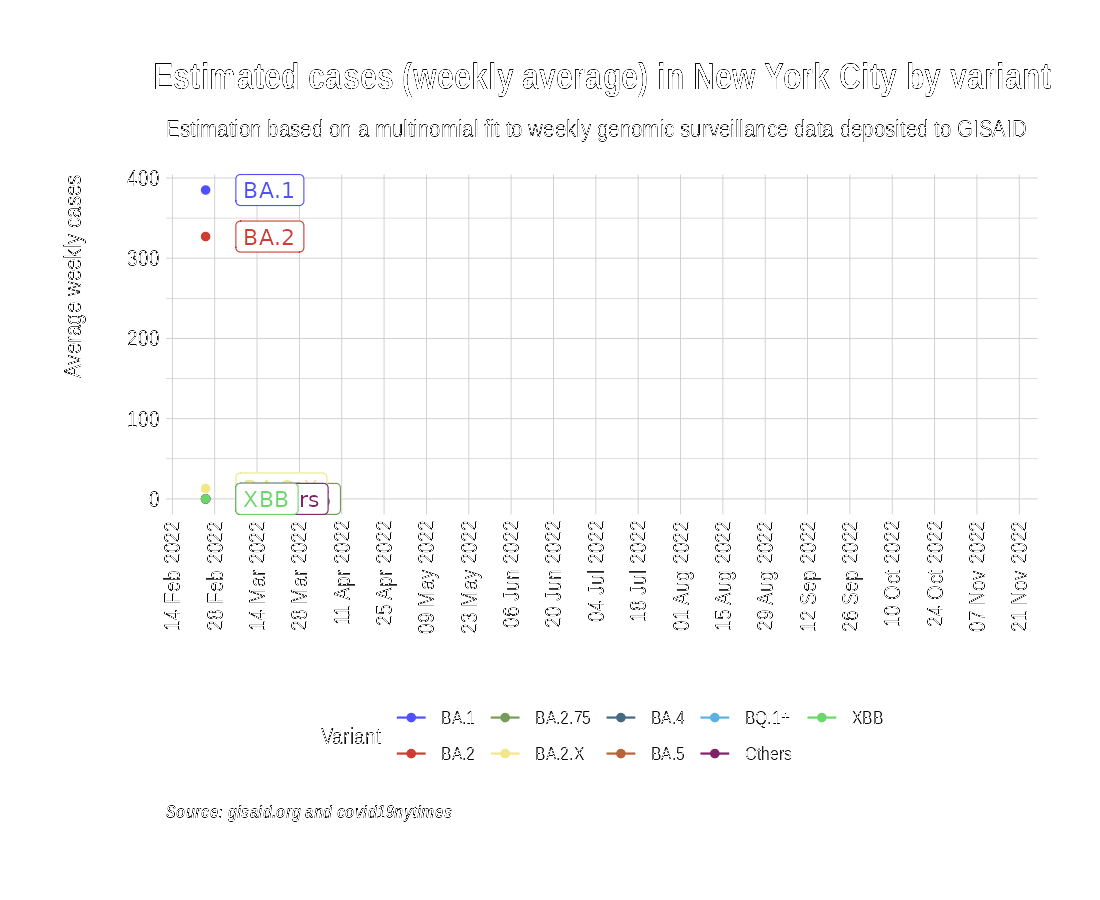 Estimated cases (weekly average) in New York City by variant
Estimation based on a multinomial fit to weekly genomic surveillance data deposited to GISAID
Average weekly cases
400
300
200
100
0
BA.1
BA.2
XBB
rs
14 Feb 2022
28 Feb 2022
14 Mar 2022
28 Mar 2022
11 Apr 2022
25 Apr 2022
09 May 2022
23 May 2022
06 Jun 2022
20 Jun 2022
04 Jul 2022
18 Jul 2022
01 Aug 2022
15 Aug 2022
29 Aug 2022
12 Sep 2022
26 Sep 2022
10 Oct 2022
24 Oct 2022
07 Nov 2022
21 Nov 2022
Variant
BA.1 BA.2.75 BA.4 BQ.1+ XBB
BA.2 BA.2.X BA.5 Others
Source: gisaid.org and covid19nytimes